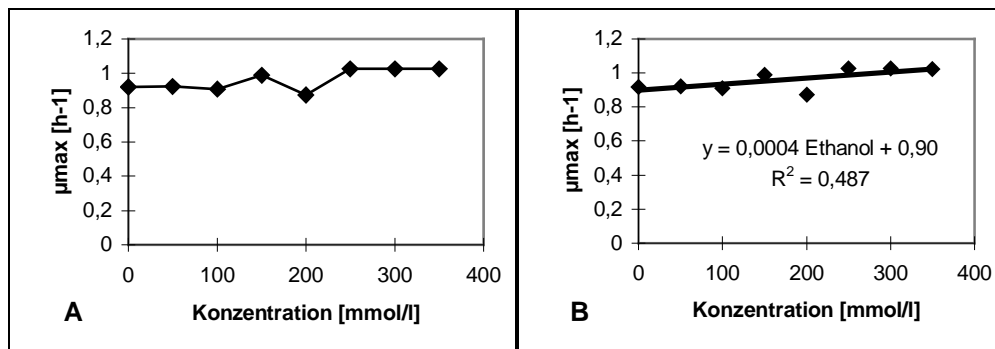 1,2
1
0,8
0,6
0,4
0,2
0
µmax [h-1]
0 100 200 300 400
A Konzentration [mmol/l]
1,2
1
0,8
0,6
0,4
0,2
0
µmax [h-1]
y = 0,0004 Ethanol + 0,90
R² = 0,487
0 100 200 300 400
B Konzentration [mmol/l]